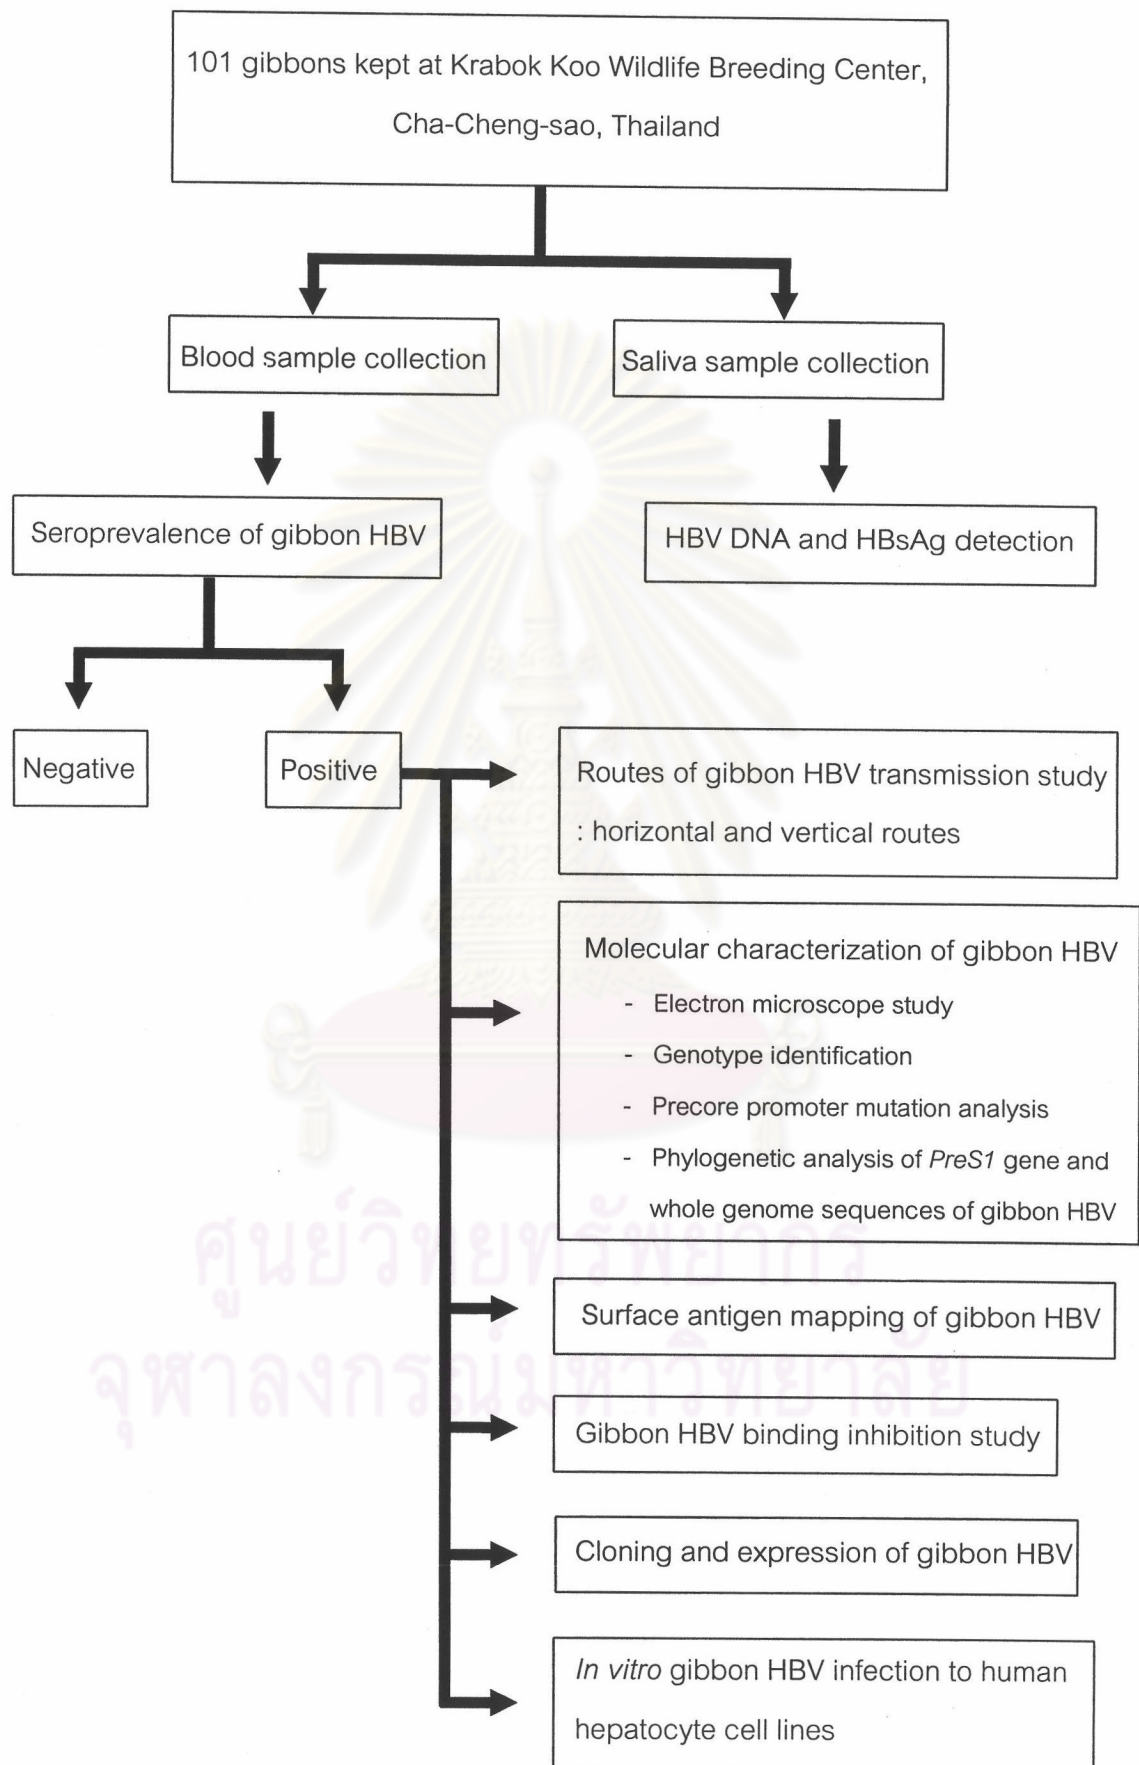 101 gibbons kept at Krabok Koo Wildlife Breeding Center,
Cha-Cheng-sao, Thailand
Blood sample collection
Saliva sample collection
Seroprevalence of gibbon HBV
HBV DNA and HBsAg detection
Negative
Positive
Routes of gibbon HBV transmission study
: horizontal and vertical routes
Molecular characterization of gibbon HBV
- Electron microscope study
- Genotype identification
- Precore promoter mutation analysis
- Phylogenetic analysis of PreS1 gene and
whole genome sequences of gibbon HBV
ศูนย์วิทยทรัพยากร
Surface antigen mapping of gibbon HBV
จุฬาลงกรณ์มหาวิทยาลัย
Gibbon HBV binding inhibition study
Cloning and expression of gibbon HBV
In vitro gibbon HBV infection to human
hepatocyte cell lines